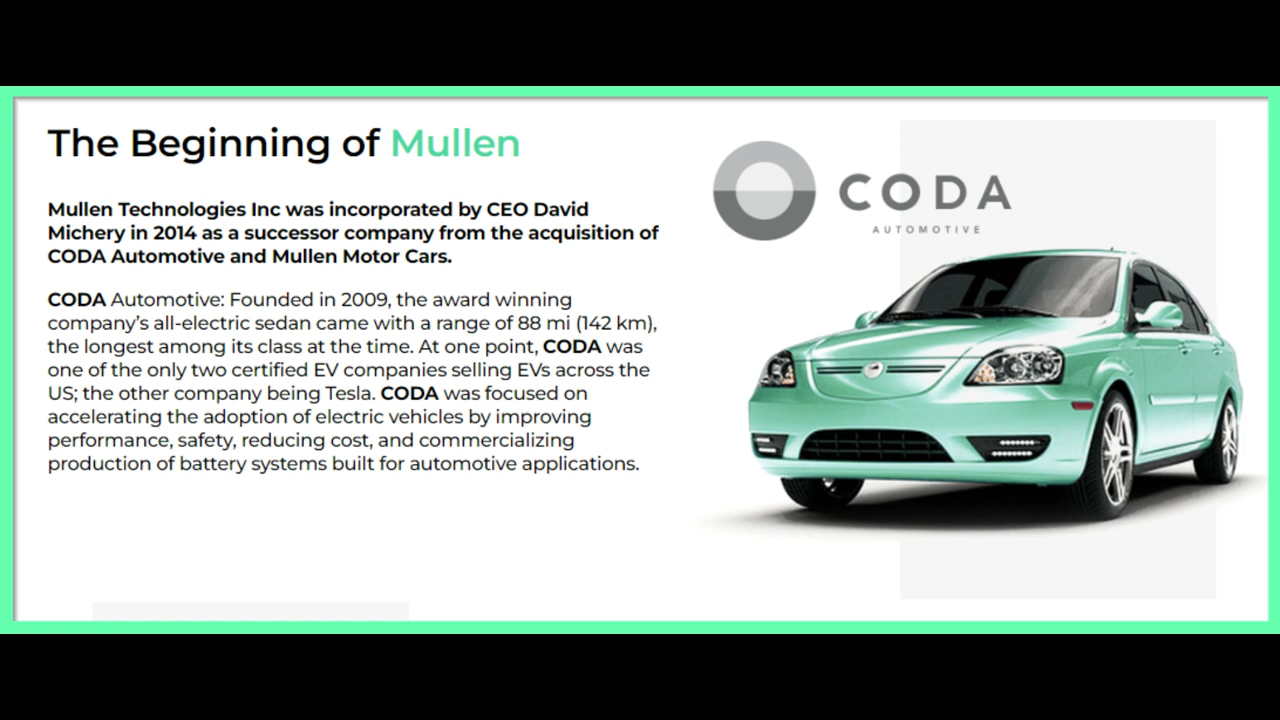 The Beginning of Mullen
Mullen Technologies Inc was incorporated by CEO David
Michery in 2014 as a successor company from the acquisition of
CODA Automotive and Mullen Motor Cars.
CODA Automotive: Founded in 2009, the award winning
company’s all-electric sedan came with a range of 88 mi (142 km),
the longest among its class at the time. At one point, CODA was
one of the only two certified EV companies selling EVs across the
US; the other company being Tesla. CODA was focused on
accelerating the adoption of electric vehicles by improving
performance, safety, reducing cost, and commercializing
production of battery systems built for automotive applications.
CODA
AUTOMOTIVE